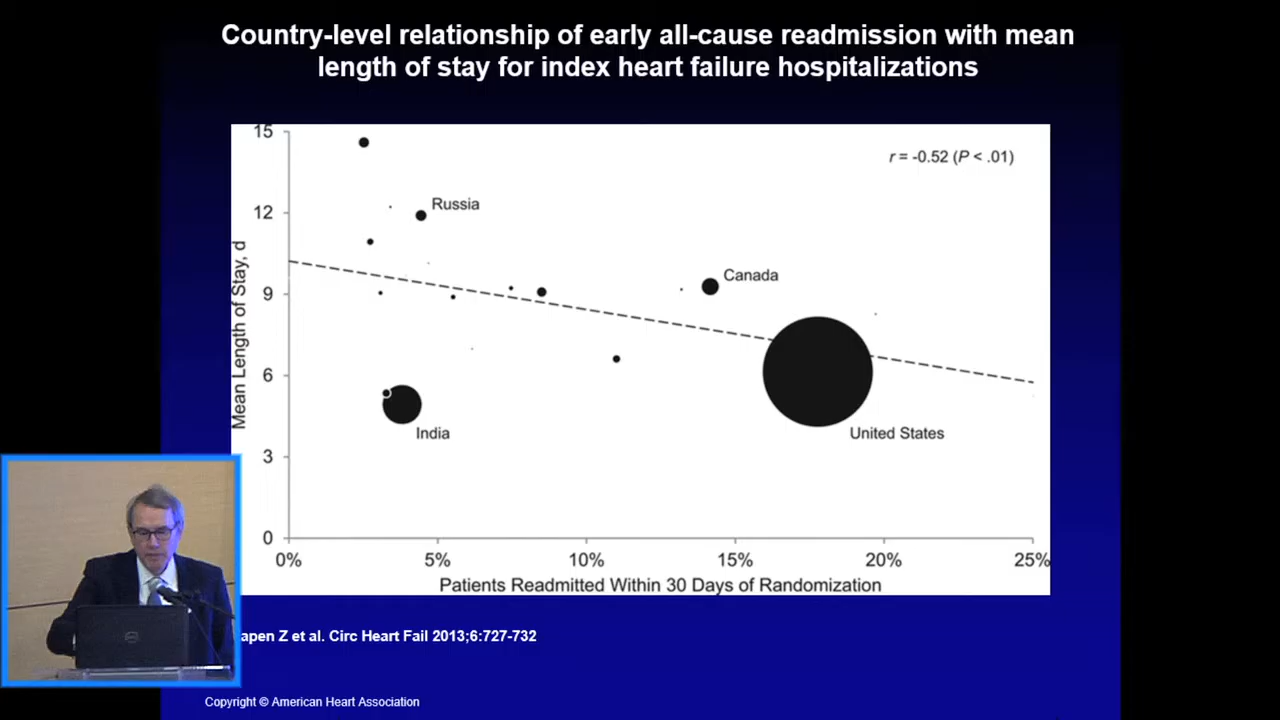 Country-level relationship of early all-cause readmission with mean
length of stay for index heart failure hospitalizations
15
r = -0.52 (P < .01)
Russia
12
Canada
9
6
India
United States
3
0
Mean Length of Stay, d
0%
5%
10%
15%
20%
25%
Patients Readmitted Within 30 Days of Randomization
Z et al. Circ Heart Fail 2013;6:727-732
Copyright © American Heart Association